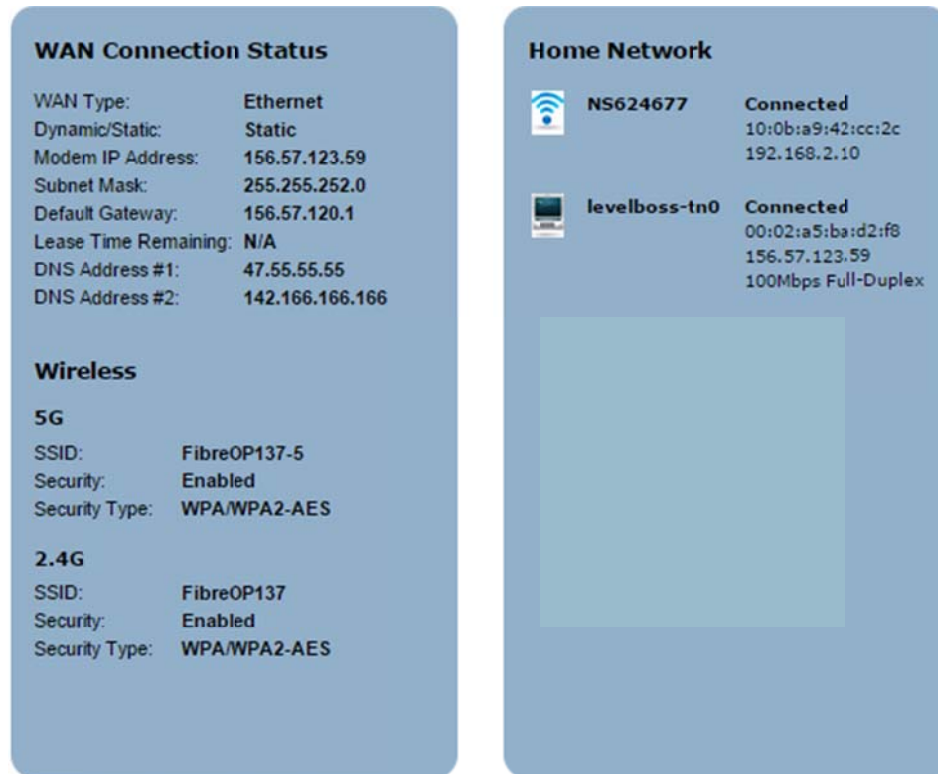 WAN Connection Status
WAN Type: Ethernet
Dynamic/Static: Static
Modem IP Address: 156.57.123.59
Subnet Mask: 255.255.252.0
Default Gateway: 156.57.120.1
Lease Time Remaining: N/A
DNS Address #1: 47.55.55.55
DNS Address #2: 142.166.166.166
Wireless
5G
SSID: FibreOP137-5
Security: Enabled
Security Type: WPA/WPA2-AES
2.4G
SSID: FibreOP137
Security: Enabled
Security Type: WPA/WPA2-AES
Home Network
NS624677 Connected
10:0b:a9:42:cc:2c
192.168.2.10
levelboss-tn0 Connected
00:02:a5:ba:d2:f8
156.57.123.59
100Mbps Full-Duplex